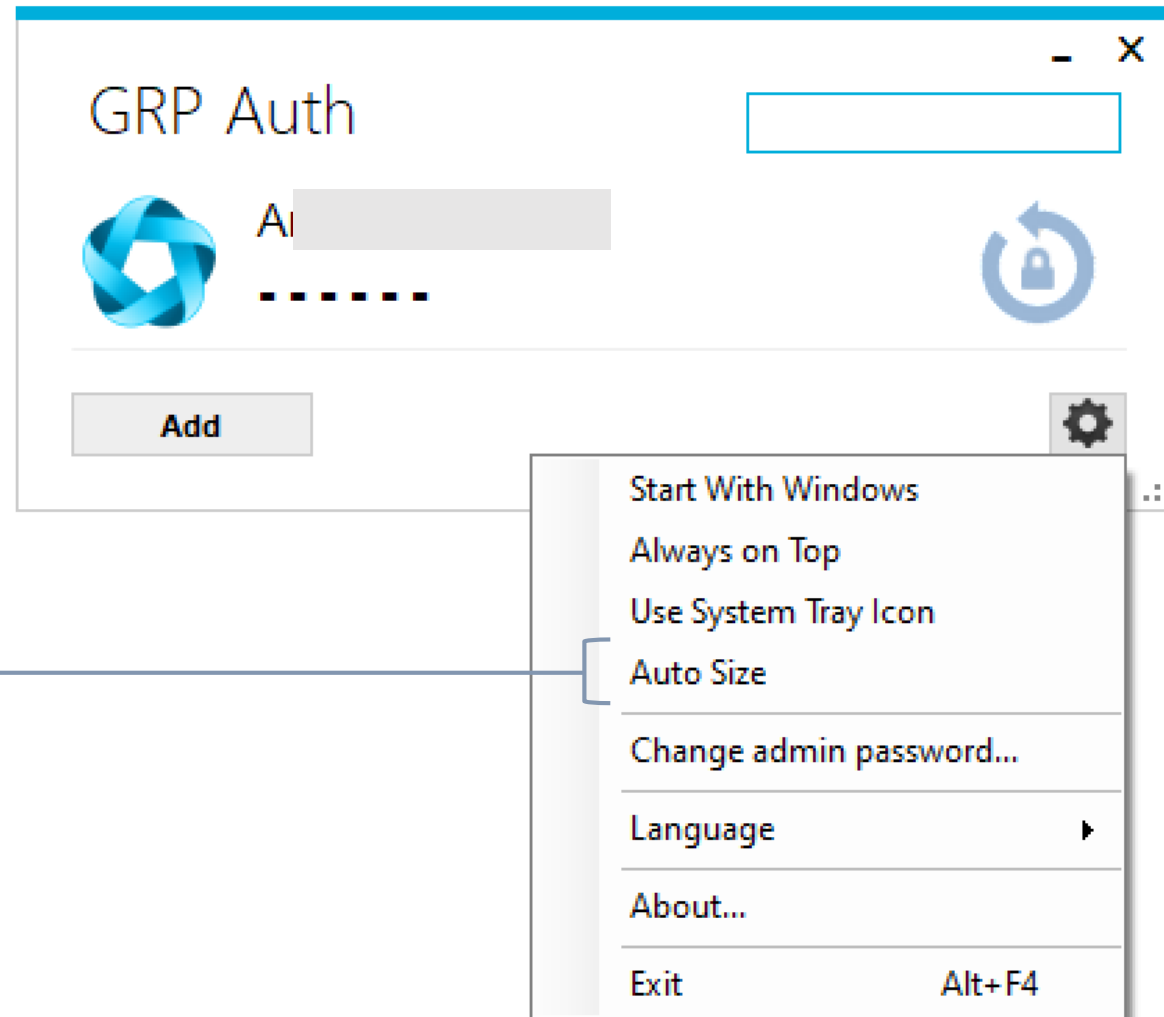 GRP Auth
- - - - - -
Add
Start With Windows
Always on Top
Use System Tray Icon
Auto Size
Change admin password...
Language
About...
Exit Alt+F4